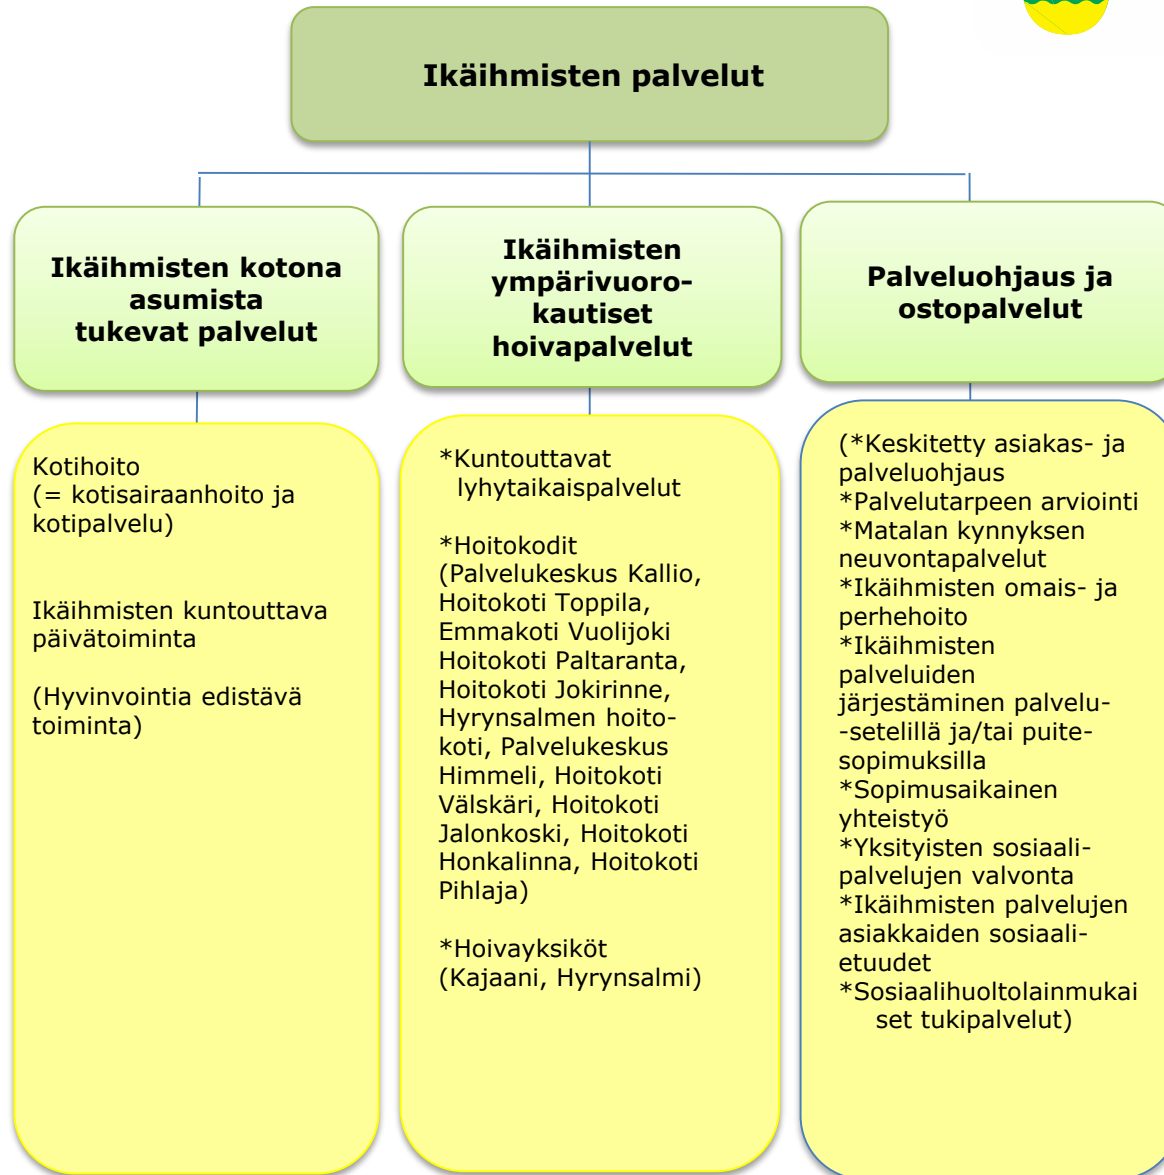 Ikäihmisten palvelut
Ikäihmisten kotona
asumista
tukevat palvelut
Ikäihmisten
ympärivuoro-
kautiset
hoivapalvelut
Palveluohjaus ja
ostopalvelut
Kotihoito
(= kotisairaanhoito ja
kotipalvelu)
Ikäihmisten kuntouttava
päivätoiminta
(Hyvinvointia edistävä
toiminta)
*Kuntouttavat
lyhytaikaispalvelut
*Hoitokodit
(Palvelukeskus Kallio,
Hoitokoti Toppila,
Emmakoti Vuolijoki
Hoitokoti Paltaranta,
Hoitokoti Jokirinne,
Hyrynsalmen hoito-
koti, Palvelukeskus
Himmeli, Hoitokoti
Välskäri, Hoitokoti
Jalonkoski, Hoitokoti
Honkalinna, Hoitokoti
Pihlaja)
*Hoivayksiköt
(Kajaani, Hyrynsalmi)
(*Keskitetty asiakas- ja
palveluohjaus
*Palvelutarpeen arviointi
*Matalan kynnyksen
neuvontapalvelut
*Ikäihmisten omais- ja
perhehoito
*Ikäihmisten
palveluiden
järjestäminen palvelu-
-setelillä ja/tai puite-
sopimuksilla
*Sopimusaikainen
yhteistyö
*Yksityisten sosiaali-
palvelujen valvonta
*Ikäihmisten palvelujen
asiakkaiden sosiaali-
etuudet
*Sosiaalihuoltolainmukai
set tukipalvelut)